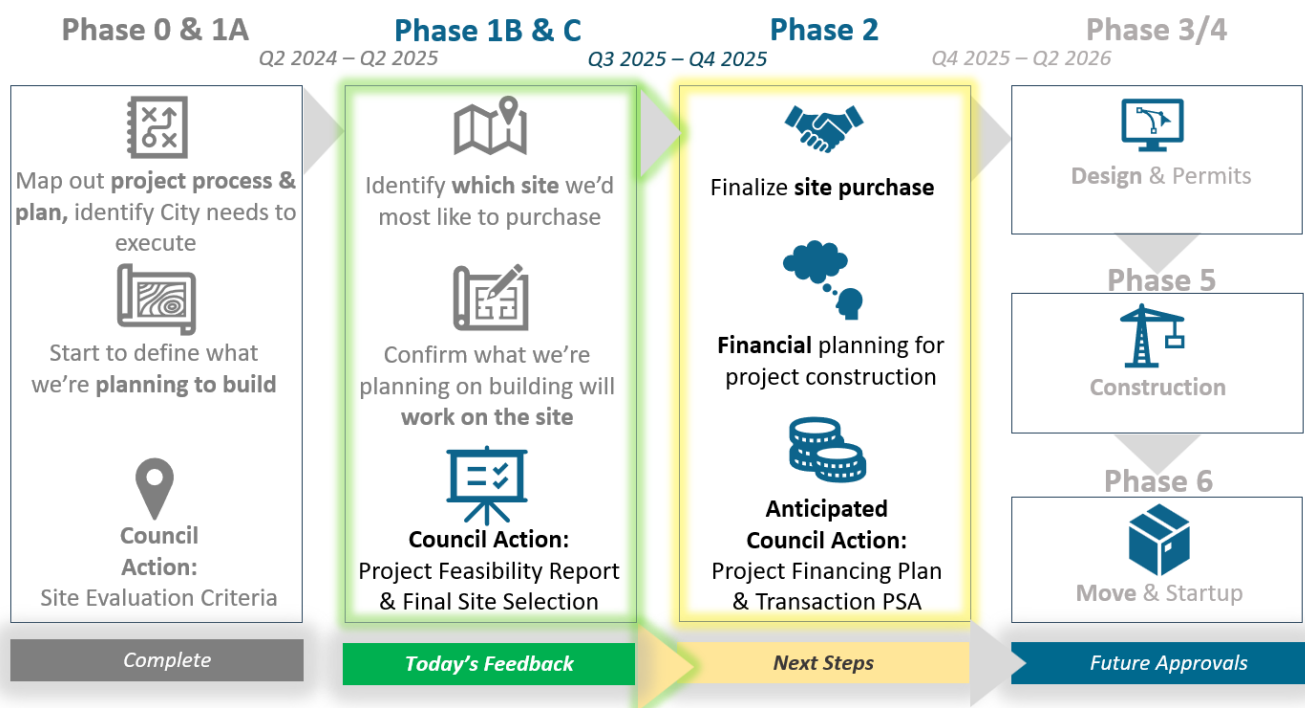 Phase 0 & 1A
Q2 2024 – Q2 2025
Map out project process &
plan, identify City needs to
execute
Start to define what
we're planning to build
Council
Action:
Site Evaluation Criteria
Complete
Phase 1B & C
Q3 2025 – Q4 2025
Identify which site we'd
most like to purchase
Confirm what we're
planning on building will
work on the site
Council Action:
Project Feasibility Report
& Final Site Selection
Today's Feedback
Phase 2
Q4 2025 – Q2 2026
Finalize site purchase
Financial planning for
project construction
Anticipated
Council Action:
Project Financing Plan
& Transaction PSA
Next Steps
Phase 3/4
Design & Permits
Phase 5
Construction
Phase 6
Move & Startup
Future Approvals